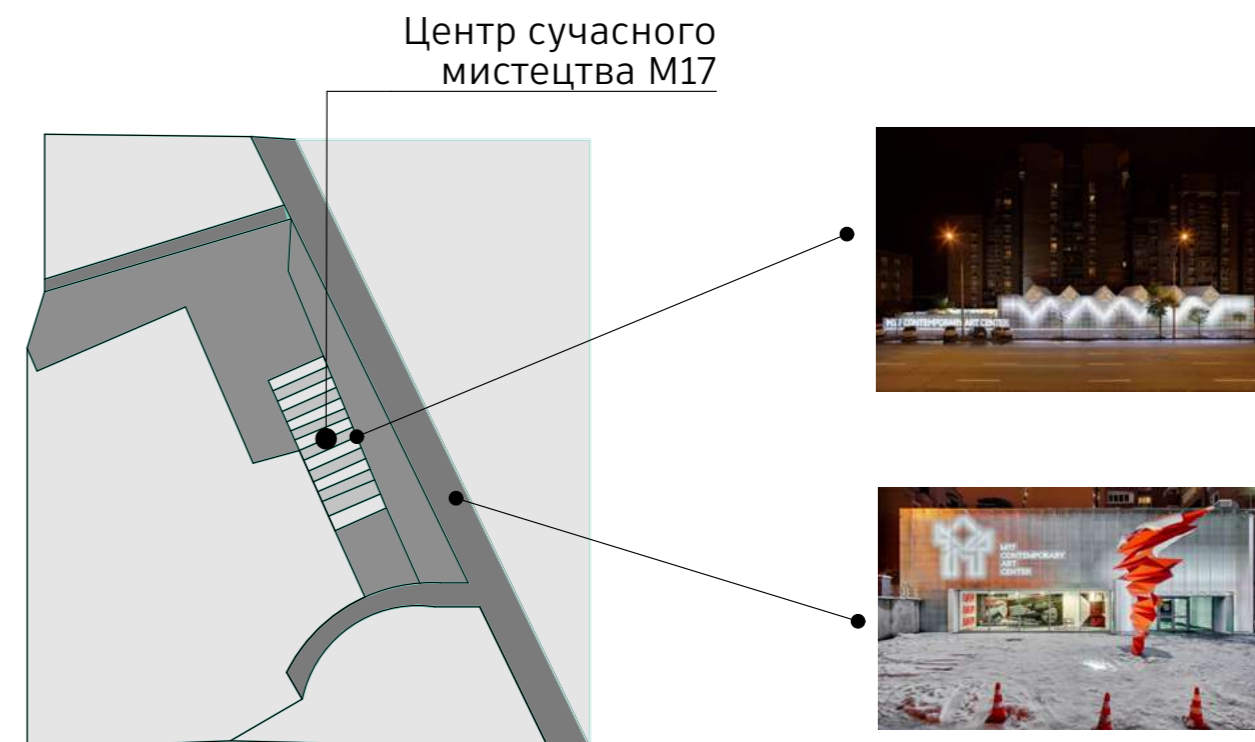 Центр сучасного
мистецтва М17
M17 CONTEMPORARY ART CENTER
M17
CONTEMPORARY
ART
CENTER